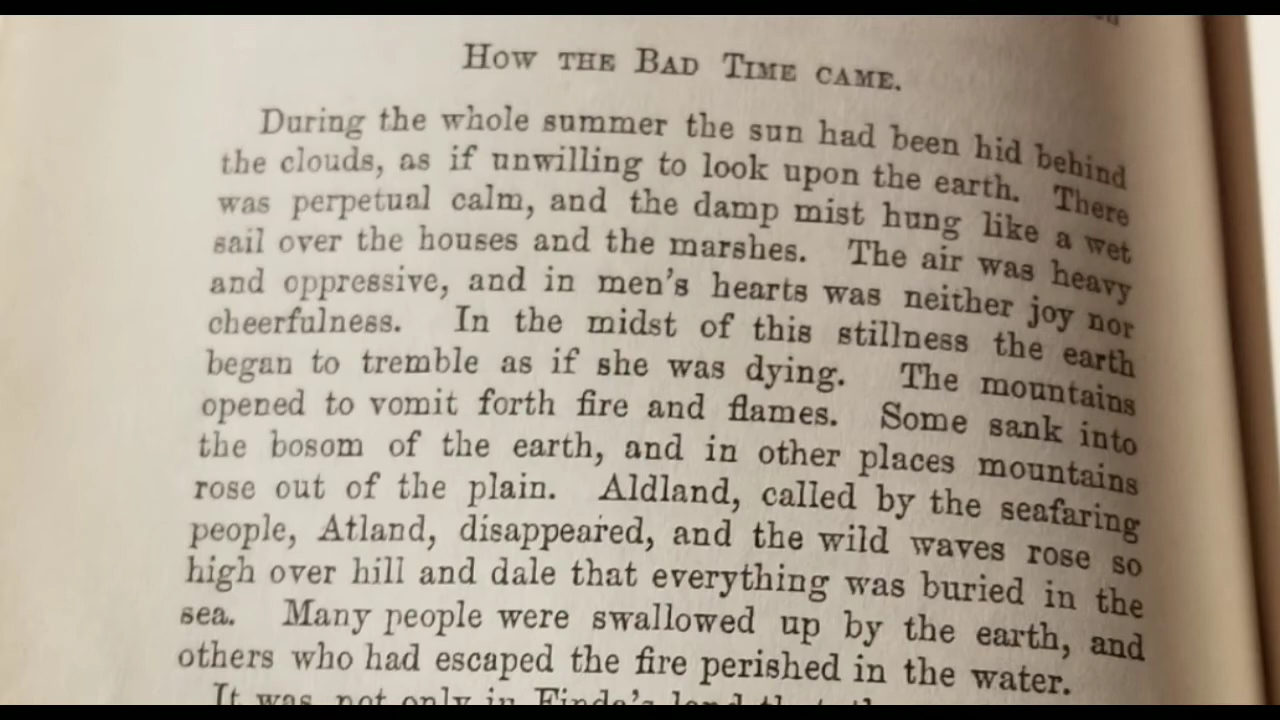 How the Bad Time came.
During the whole summer the sun had been hid behind
the clouds, as if unwilling to look upon the earth. There
was perpetual calm, and the damp mist hung like a wet
sail over the houses and the marshes. The air was heavy
and oppressive, and in men's hearts was neither joy nor
cheerfulness. In the midst of this stillness the earth
began to tremble as if she was dying. The mountains
opened to vomit forth fire and flames. Some sank into
the bosom of the earth, and in other places mountains
rose out of the plain. Aldland, called by the seafaring
people, Atland, disappeared, and the wild waves rose so
high over hill and dale that everything was buried in the
sea. Many people were swallowed up by the earth, and
others who had escaped the fire perished in the water.
It was not only in Finda's land that the